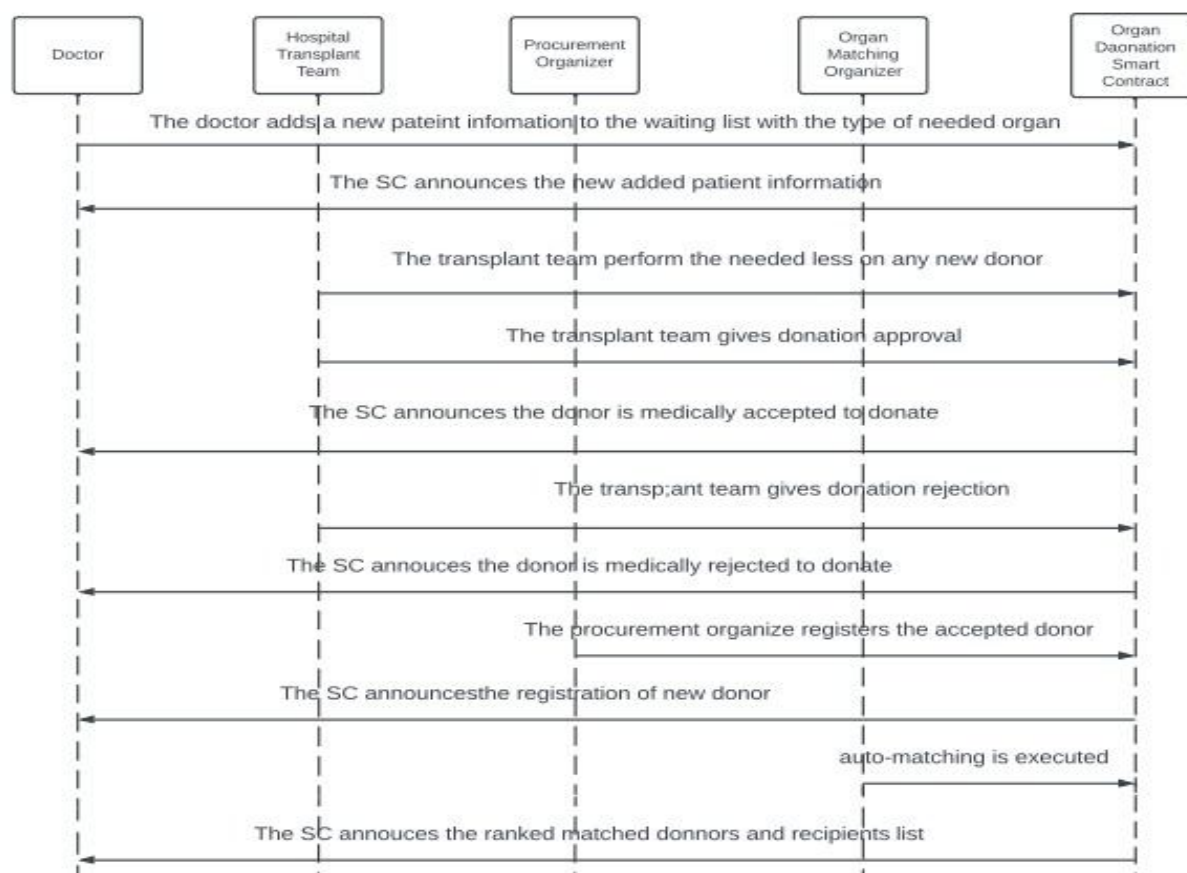 Doctor
Hospital
Transplant
Team
Procurement
Organizer
Organ
Matching
Organizer
Organ
Daonation
Smart
Contract
The doctor adds a new pateint infomation to the waiting list with the type of needed organ
The SC announces the new added patient information
The transplant team perform the needed less on any new donor
The transplant team gives donation approval
The SC announces the donor is medically accepted to donate
The transp;ant team gives donation rejection
The SC annouces the donor is medically rejected to donate
The procurement organize registers the accepted donor
The SC announcesthe registration of new donor
auto-matching is executed
The SC annouces the ranked matched donnors and recipients list